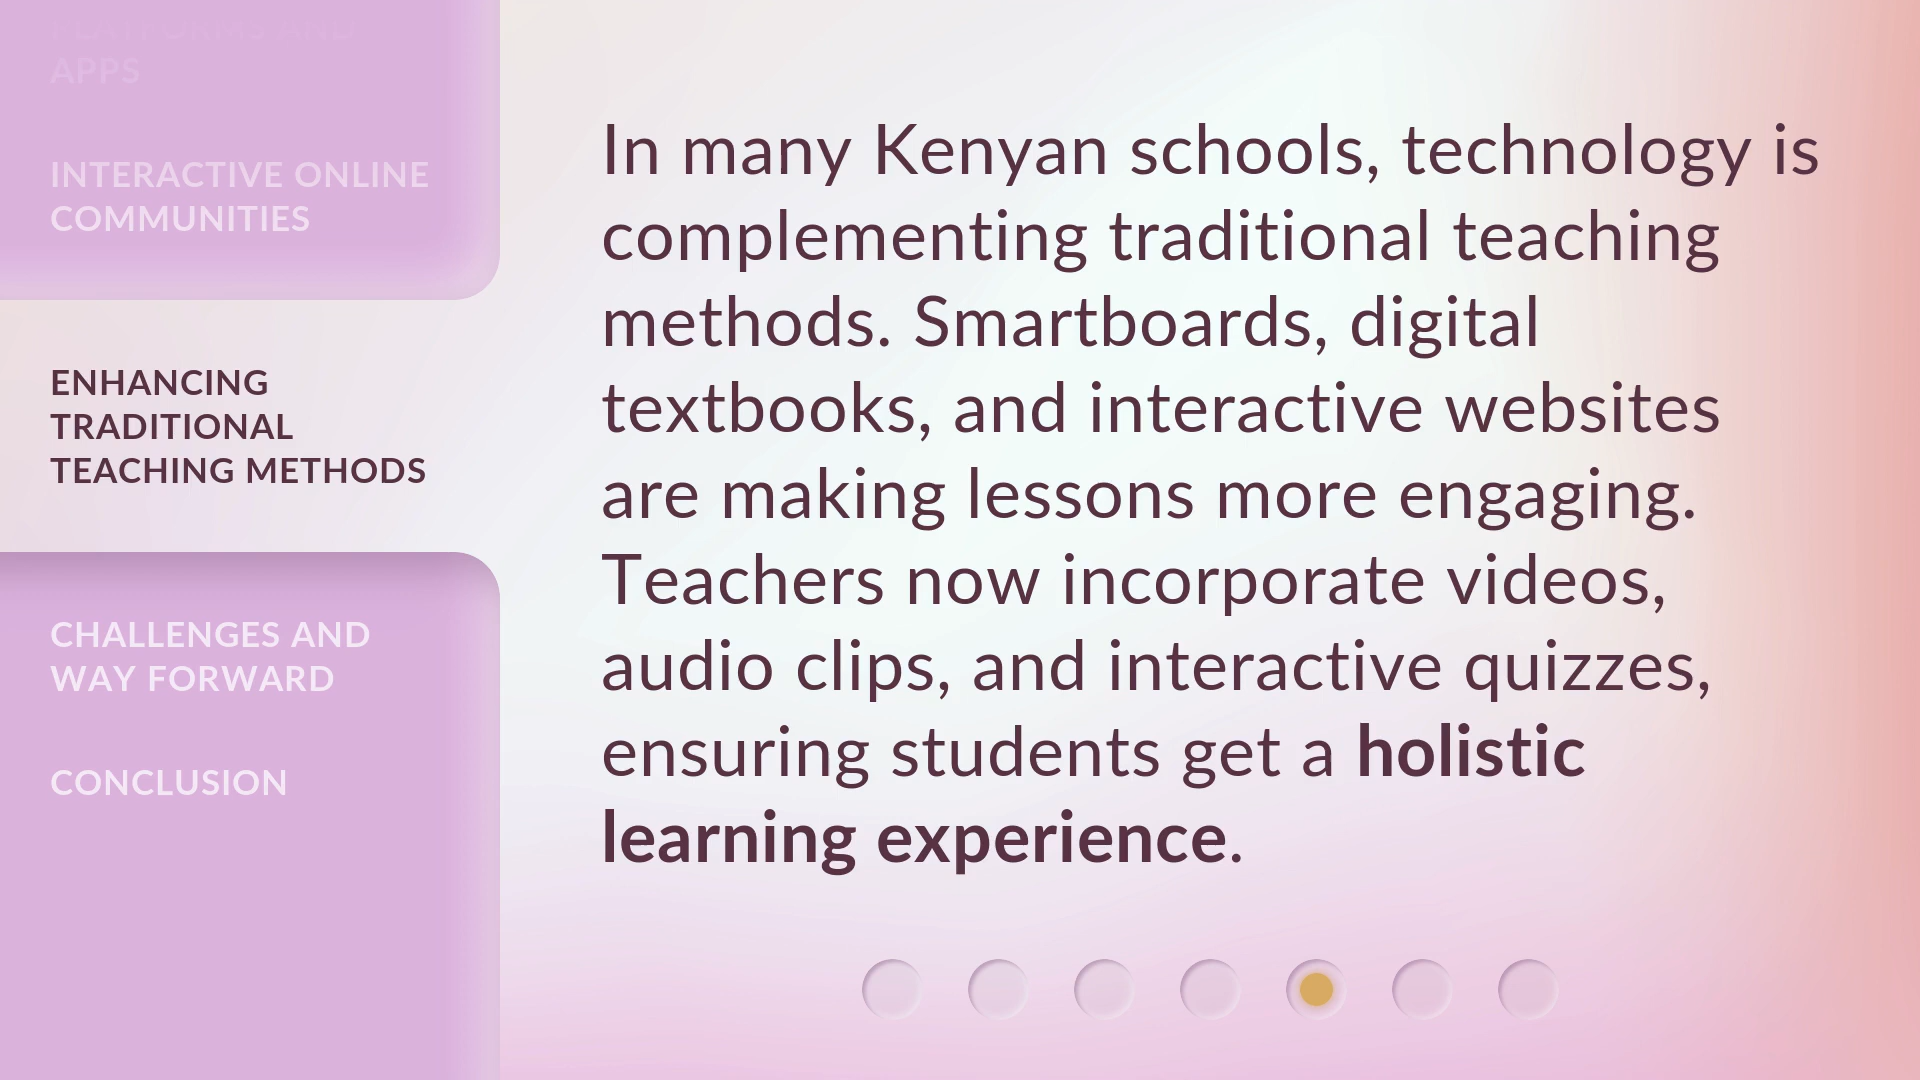 PLATFORMS AND
APPS
INTERACTIVE ONLINE
COMMUNITIES
ENHANCING
TRADITIONAL
TEACHING METHODS
CHALLENGES AND
WAY FORWARD
CONCLUSION
In many Kenyan schools, technology is
complementing traditional teaching
methods. Smartboards, digital
textbooks, and interactive websites
are making lessons more engaging.
Teachers now incorporate videos,
audio clips, and interactive quizzes,
ensuring students get a holistic
learning experience.